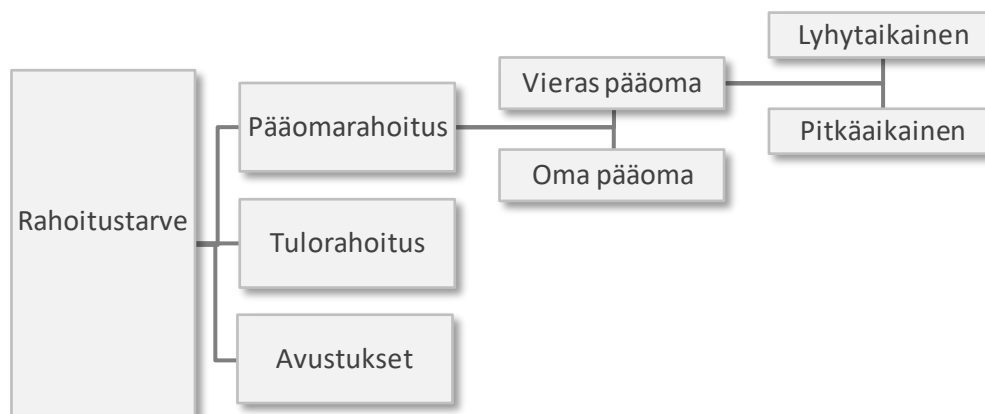 Rahoitustarve
Pääomarahoitus
Tulorahoitus
Avustukset
Vieras pääoma
Oma pääoma
Lyhytaikainen
Pitkäaikainen